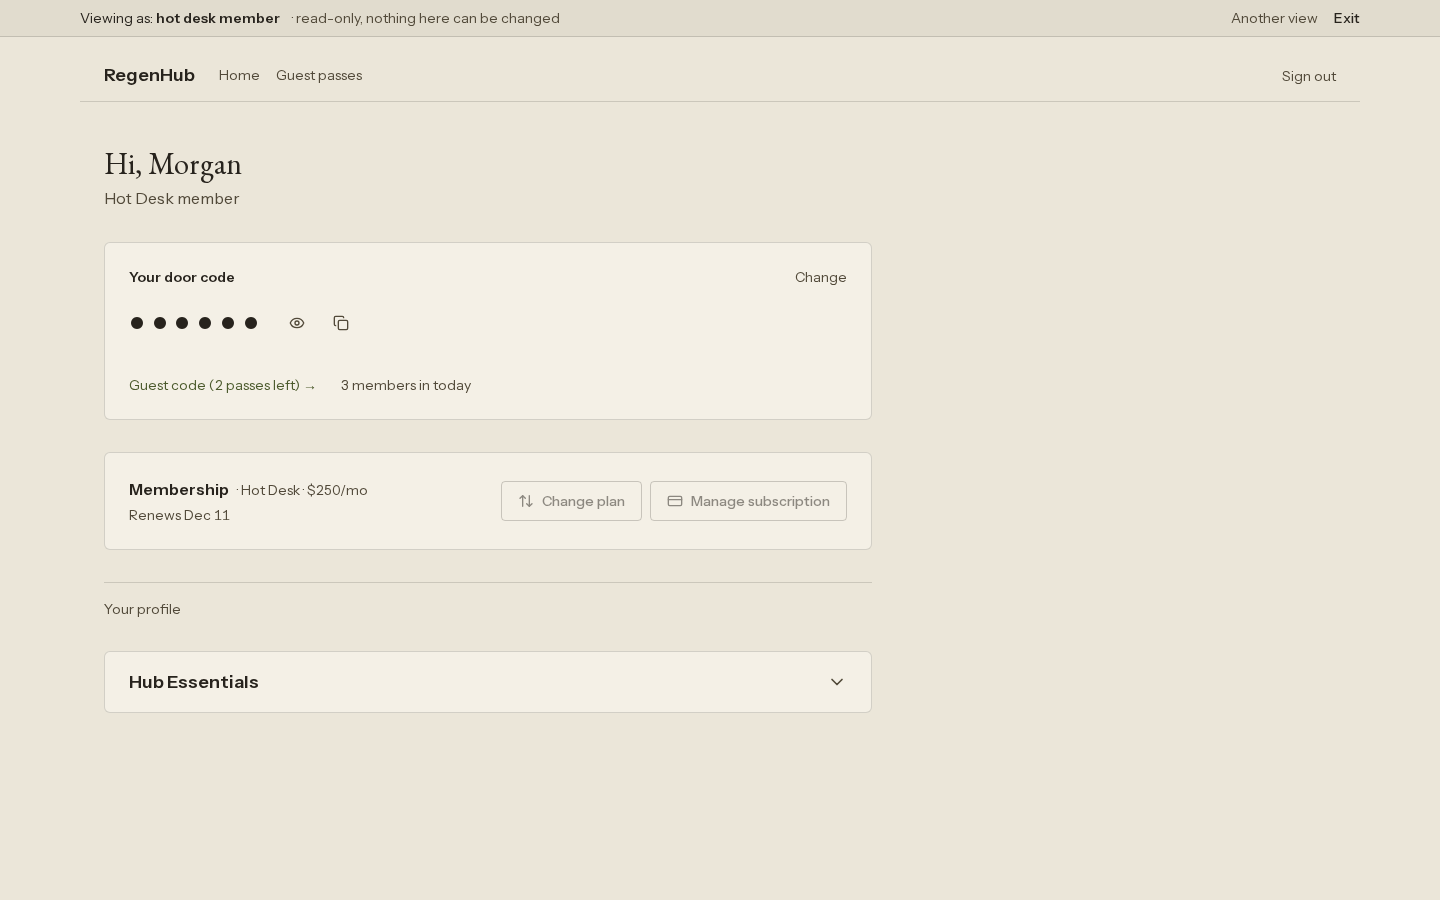 Viewing as: hot desk member · read-only, nothing here can be changed
Another view Exit
RegenHub Home Guest passes Sign out
Hi, Morgan
Hot Desk member
Your door code Change
Guest code (2 passes left) → 3 members in today
Membership · Hot Desk · $250/mo
Renews Dec 11
Change plan Manage subscription
Your profile
Hub Essentials